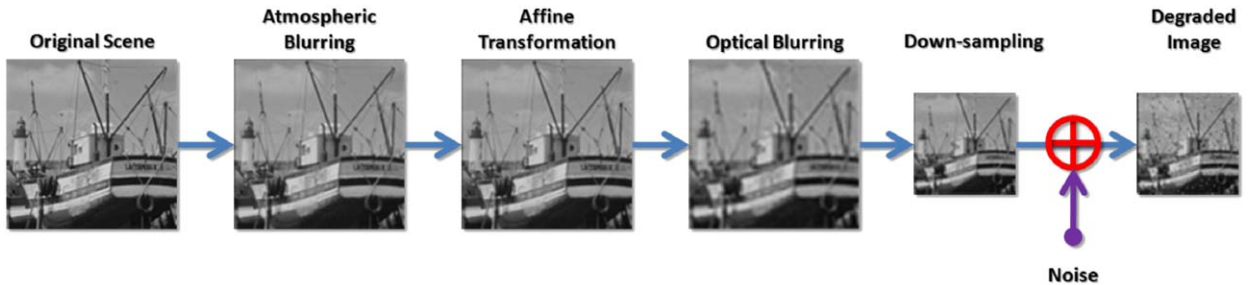 Original Scene
Atmospheric
Blurring
Affine
Transformation
Optical Blurring
Down-sampling
Degraded
Image
Noise